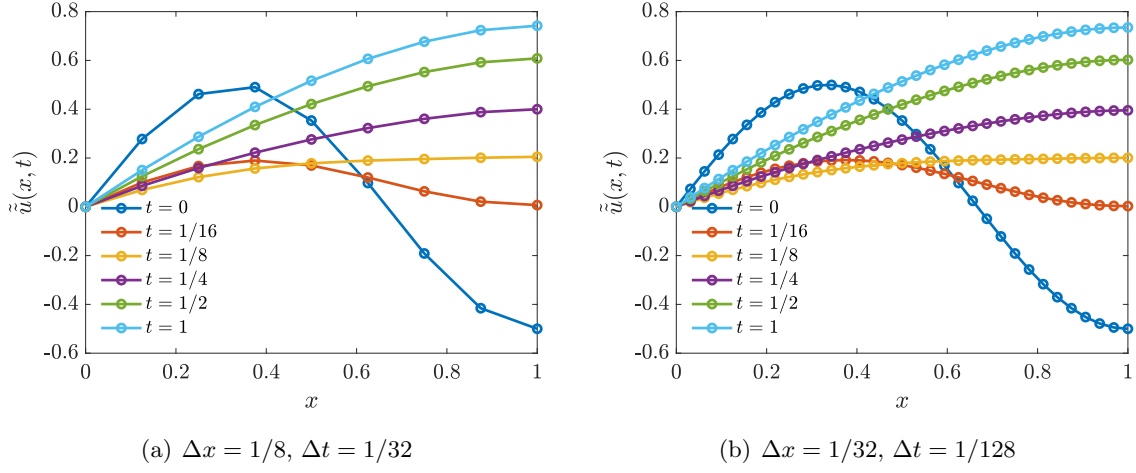 0.8
0.6
0.4
0.2
0
-0.2
-0.4
-0.6
0 0.2 0.4 0.6 0.8 1
x
ũ̃(x, t)
t = 0
t = 1/16
t = 1/8
t = 1/4
t = 1/2
t = 1
(a) Δx = 1/8, Δt = 1/32
0.8
0.6
0.4
0.2
0
-0.2
-0.4
-0.6
0 0.2 0.4 0.6 0.8 1
x
ũ̃(x, t)
t = 0
t = 1/16
t = 1/8
t = 1/4
t = 1/2
t = 1
(b) Δx = 1/32, Δt = 1/128